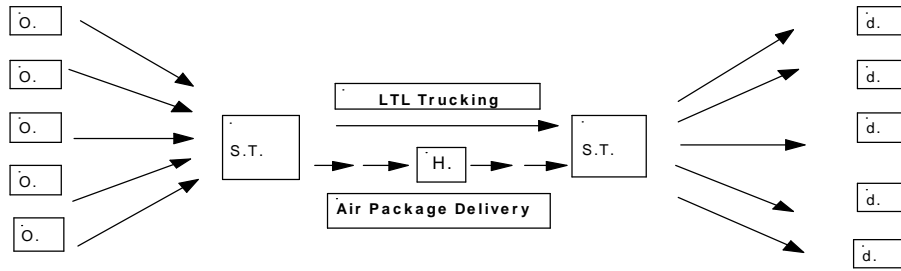 O.
O.
O.
O.
O.
S.T.
LTL Trucking
H.
Air Package Delivery
S.T.
d.
d.
d.
d.
d.